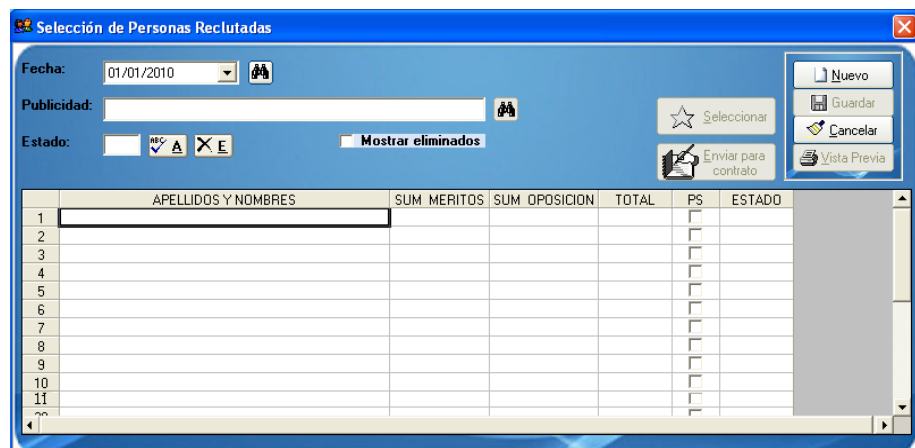 Selección de Personas Reclutadas
Fecha: 01/01/2010
Nuevo
Publicidad:
Guardar
Seleccionar
Cancelar
Estado: ABC A X E Mostrar eliminados
Enviar para
contrato
Vista Previa
APELLIDOS Y NOMBRES SUM MERITOS SUM OPOSICION TOTAL PS ESTADO
1
2
3
4
5
6
7
8
9
10
11